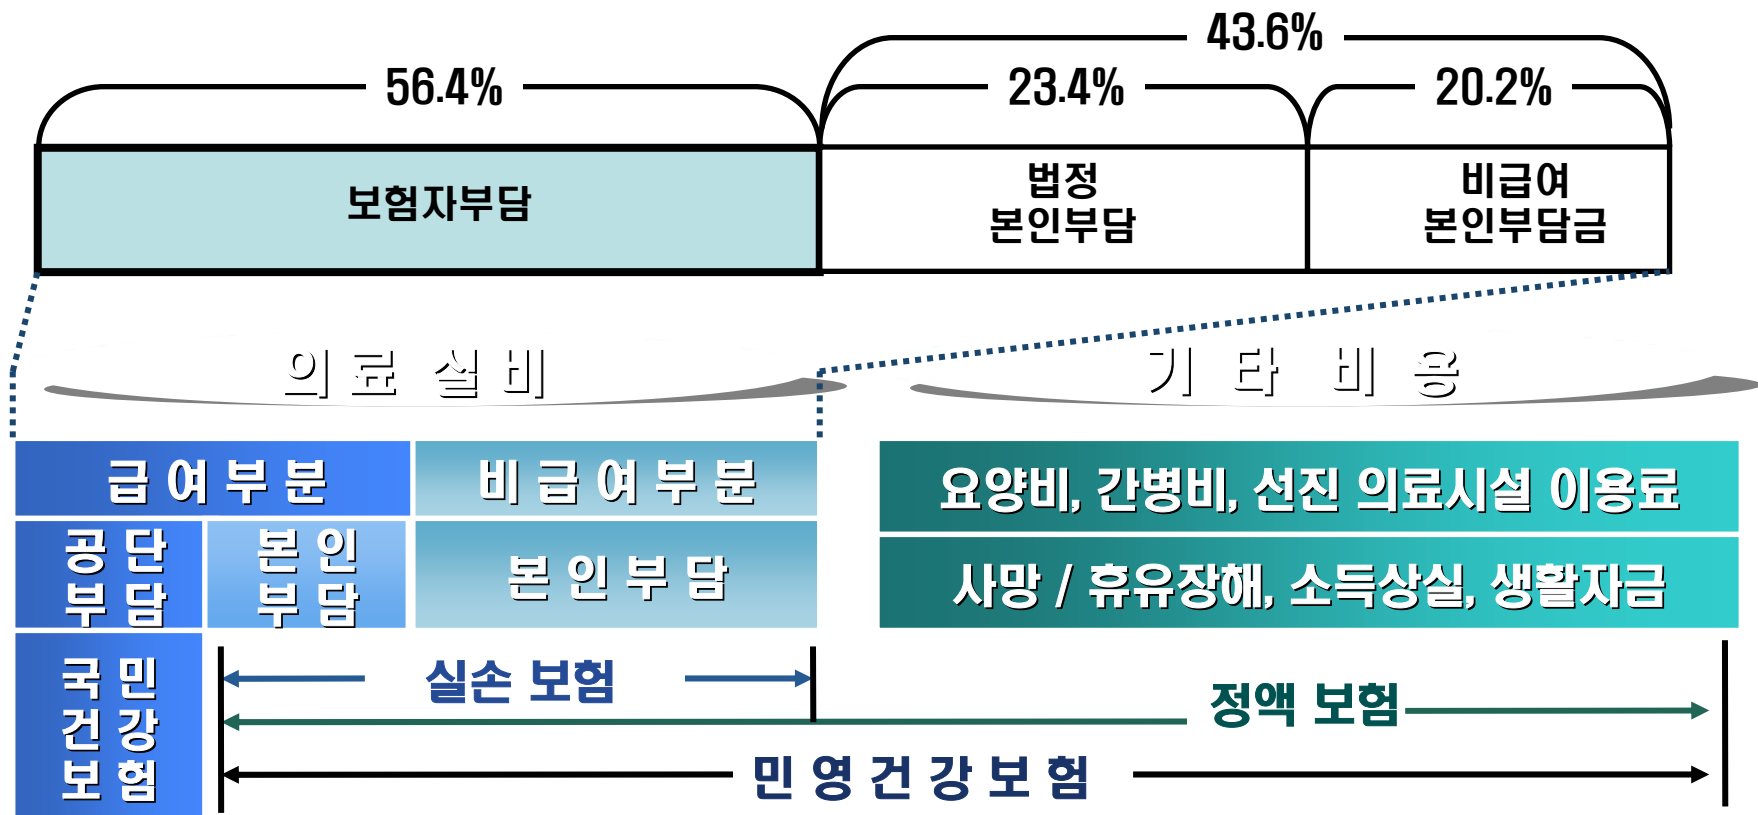 43.6%
56.4%
23.4%
20.2%
보험자부담
법정
본인부담
비급여
본인부담금
의 료 실 비
기 타 비 용
급 여 부 분
비 급 여 부 분
요양비, 간병비, 선진 의료시설 이용료
공 단
부 담
본 인
부 담
본 인 부 담
사망 / 휴유장해, 소득상실, 생활자금
국 민
건 강
보 험
실손 보험
정액 보험
민 영 건 강 보 험